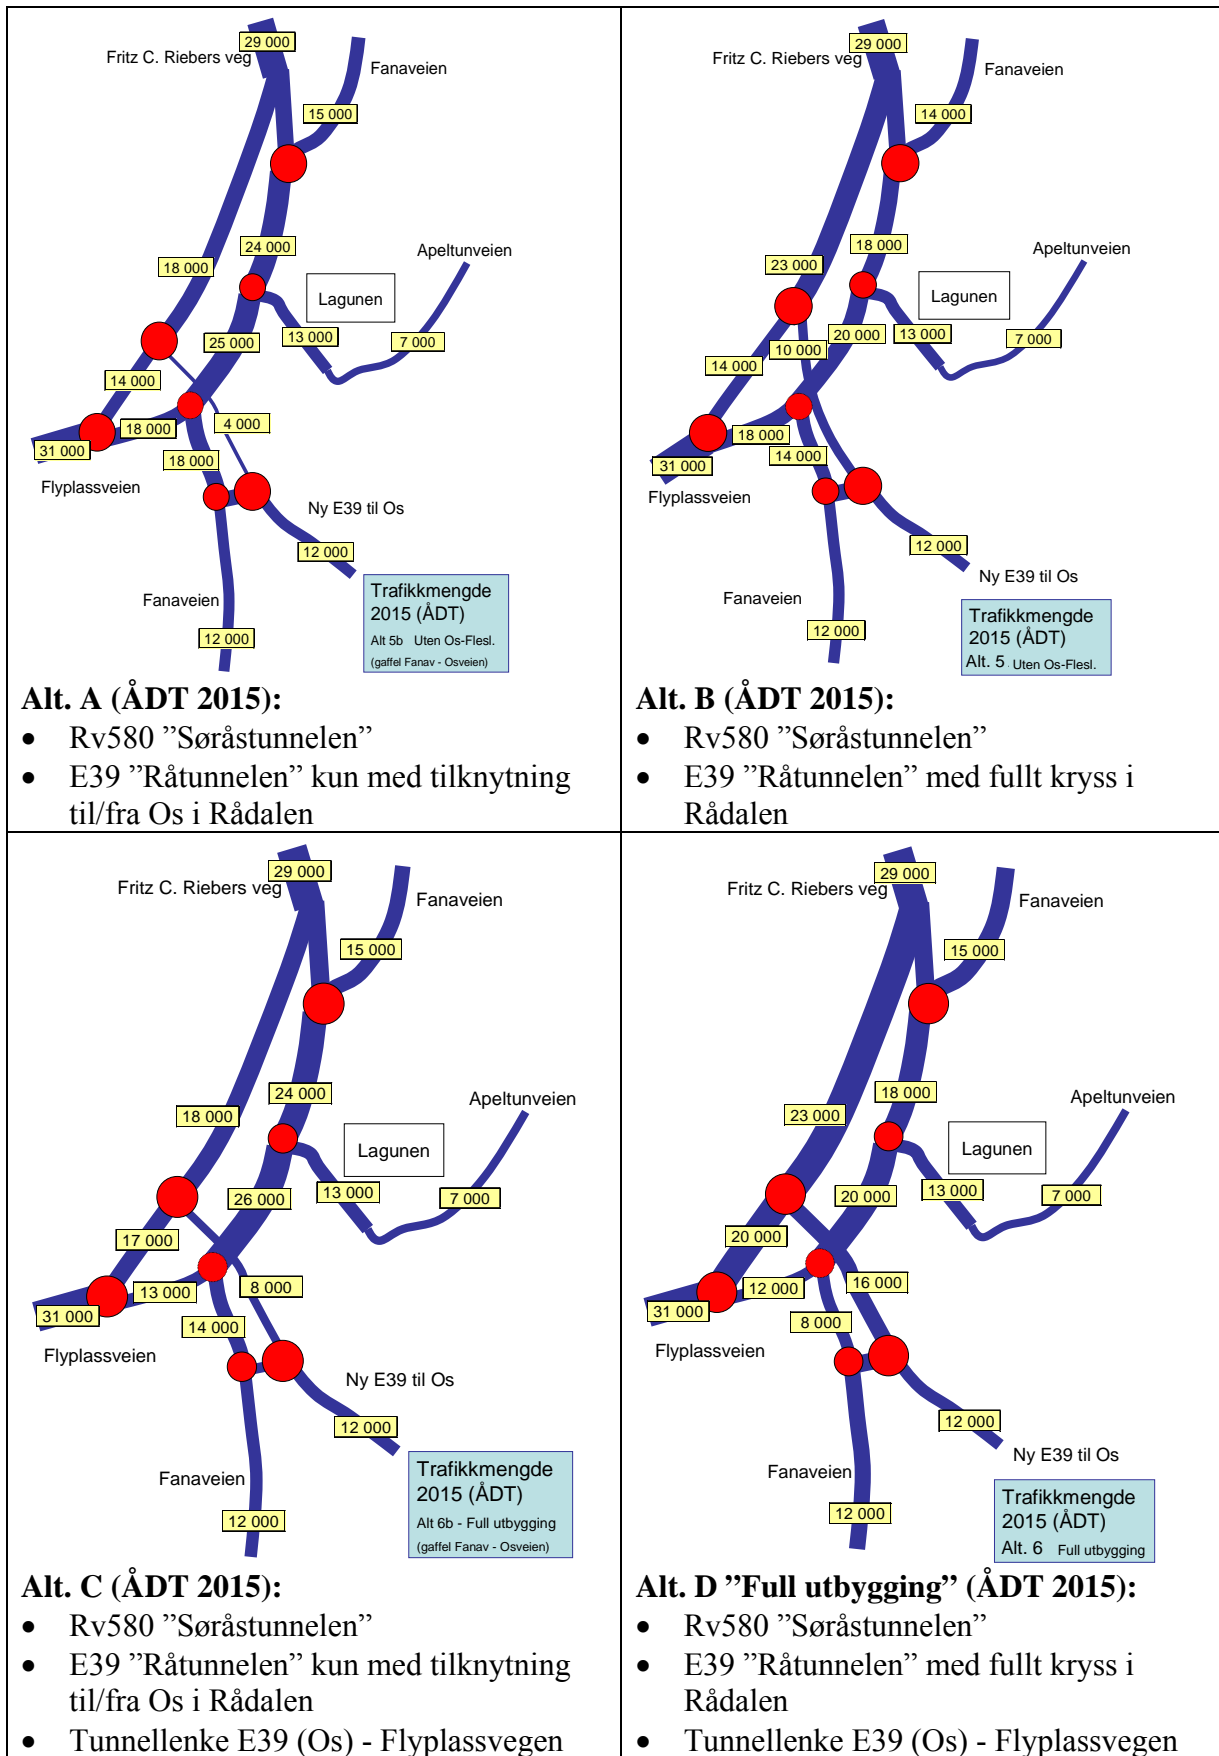 29 000
Fritz C. Riebers veg
Fanaveien
15 000
24 000
Apeltunveien
18 000
Lagunen
25 000
13 000
7 000
14 000
18 000
4 000
31 000
18 000
Flyplassveien
Ny E39 til Os
12 000
Fanaveien
12 000
Trafikkmengde
2015 (ÅDT)
Alt 5b Uten Os-Flesl.
(gaffel Fanav - Osveien)
Alt. A (ÅDT 2015):
• Rv580 ”Søråstunnelen”
• E39 ”Råtunnelen” kun med tilknytning
til/fra Os i Rådalen
29 000
Fritz C. Riebers veg
Fanaveien
14 000
18 000
Apeltunveien
23 000
Lagunen
20 000
13 000
7 000
10 000
14 000
18 000
14 000
31 000
Flyplassveien
12 000
Ny E39 til Os
Fanaveien
12 000
Trafikkmengde
2015 (ÅDT)
Alt. 5 Uten Os-Flesl.
Alt. B (ÅDT 2015):
• Rv580 ”Søråstunnelen”
• E39 ”Råtunnelen” med fullt kryss i
Rådalen
29 000
Fritz C. Riebers veg
Fanaveien
15 000
24 000
Apeltunveien
18 000
Lagunen
26 000
13 000
7 000
17 000
8 000
13 000
31 000
14 000
Flyplassveien
Ny E39 til Os
12 000
Fanaveien
12 000
Trafikkmengde
2015 (ÅDT)
Alt 6b - Full utbygging
(gaffel Fanav - Osveien)
Alt. C (ÅDT 2015):
• Rv580 ”Søråstunnelen”
• E39 ”Råtunnelen” kun med tilknytning
til/fra Os i Rådalen
• Tunnellenke E39 (Os) - Flyplassvegen
29 000
Fritz C. Riebers veg
Fanaveien
15 000
18 000
Apeltunveien
23 000
Lagunen
20 000
13 000
7 000
20 000
16 000
12 000
31 000
8 000
Flyplassveien
12 000
Ny E39 til Os
Fanaveien
12 000
Trafikkmengde
2015 (ÅDT)
Alt. 6 Full utbygging
Alt. D ”Full utbygging” (ÅDT 2015):
• Rv580 ”Søråstunnelen”
• E39 ”Råtunnelen” med fullt kryss i
Rådalen
• Tunnellenke E39 (Os) - Flyplassvegen